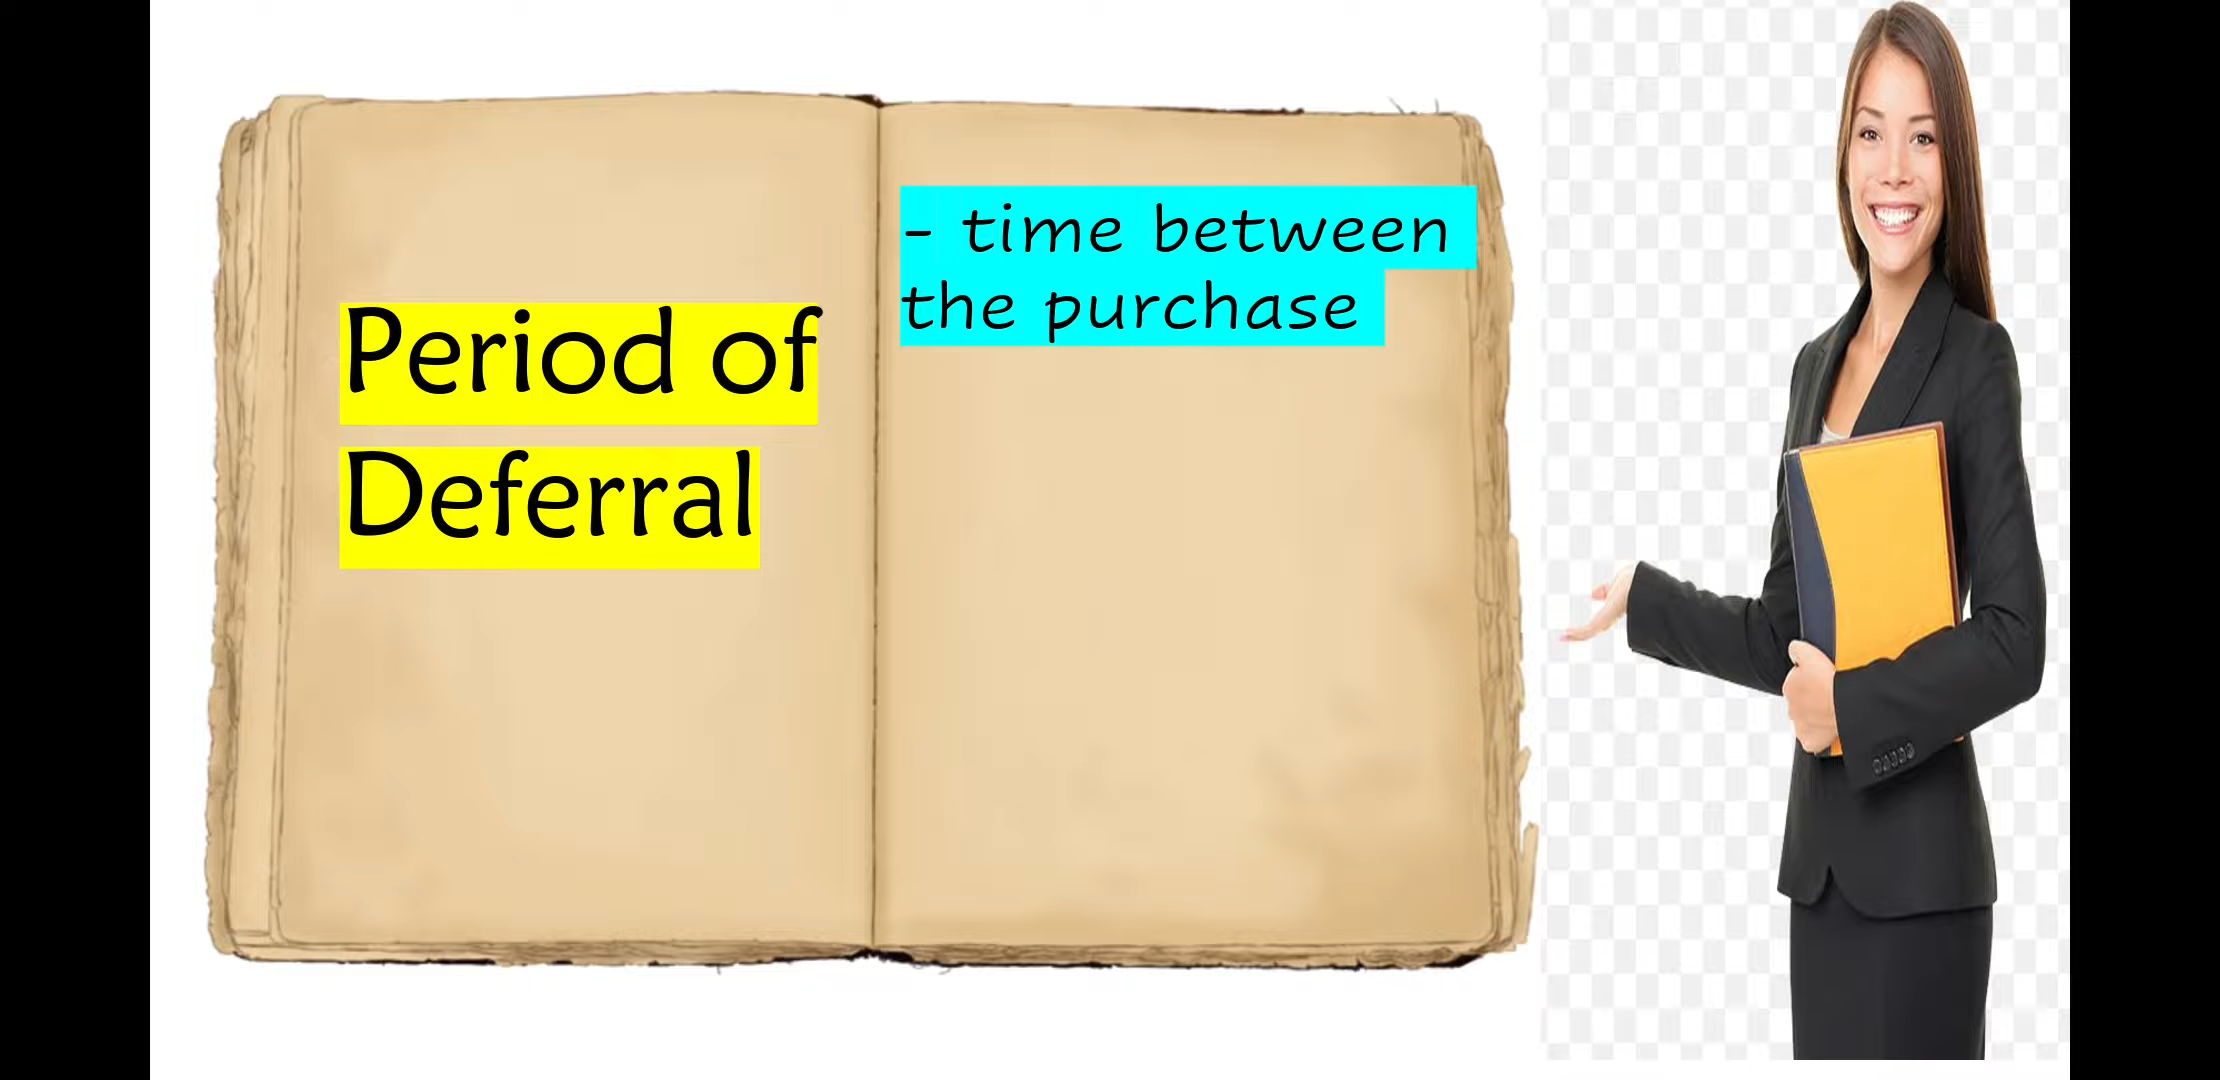 Period of
Deferral
- time between
the purchase